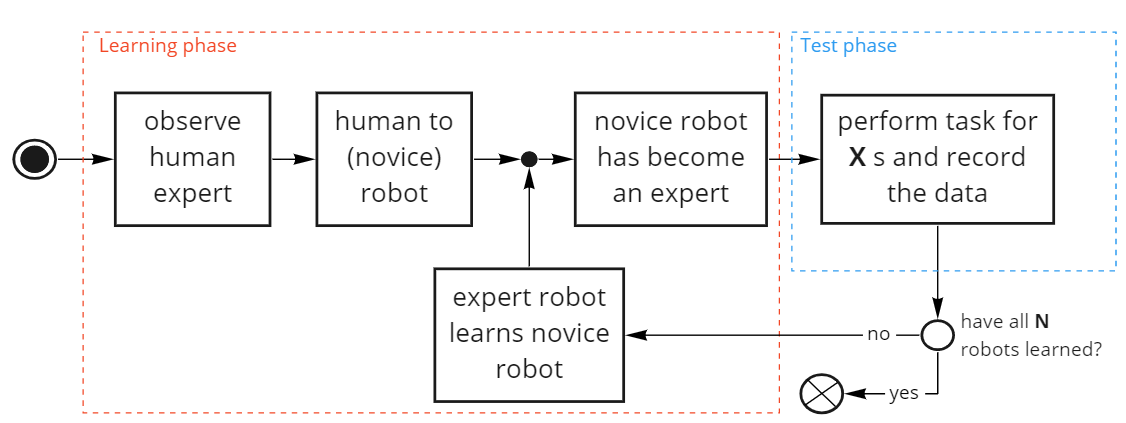 Learning phase
Test phase
observe
human
expert
human to
(novice)
robot
novice robot
has become
an expert
perform task for
X s and record
the data
expert robot
learns novice
robot
no
have all N
robots learned?
yes